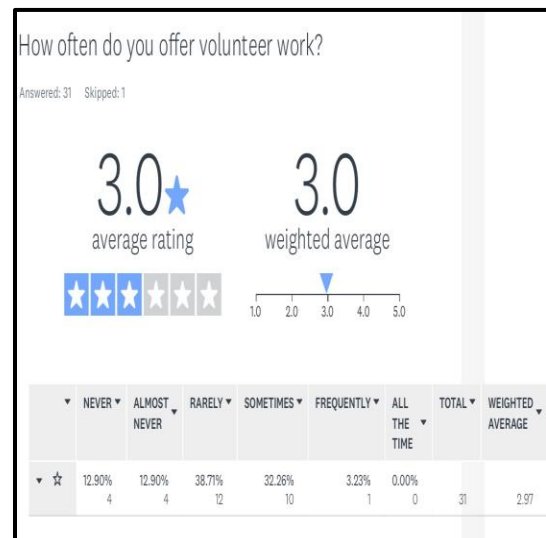 How often do you offer volunteer work?
Answered: 31 Skipped: 1
3.0 3.0
average rating weighted average
1.0 2.0 3.0 4.0 5.0
NEVER ALMOST NEVER RARELY SOMETIMES FREQUENTLY ALL THE TIME TOTAL WEIGHTED AVERAGE
12.90% 12.90% 38.71% 32.26% 3.23% 0.00%
4 4 12 10 1 0 31 2.97